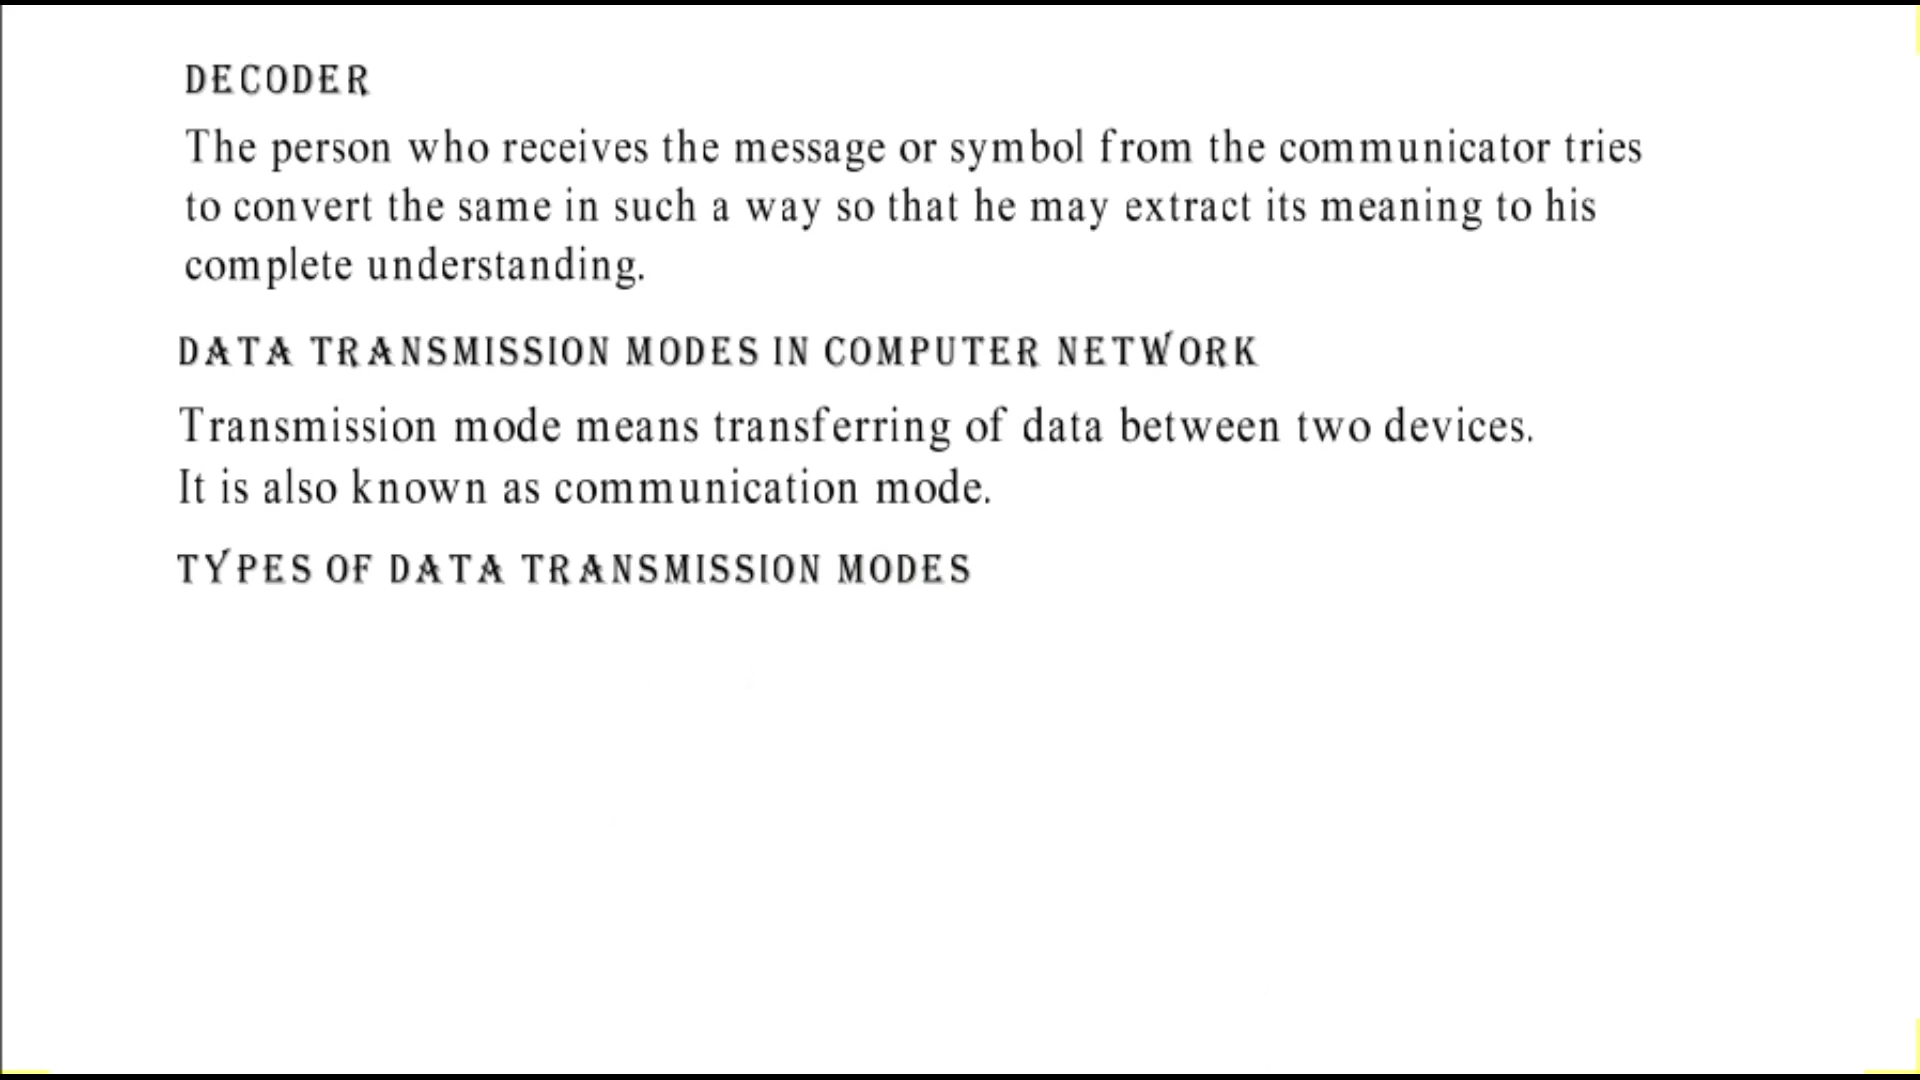 DECODER
The person who receives the message or symbol from the communicator tries
to convert the same in such a way so that he may extract its meaning to his
complete understanding.
DATA TRANSMISSION MODES IN COMPUTER NETWORK
Transmission mode means transferring of data between two devices.
It is also known as communication mode.
TYPES OF DATA TRANSMISSION MODES